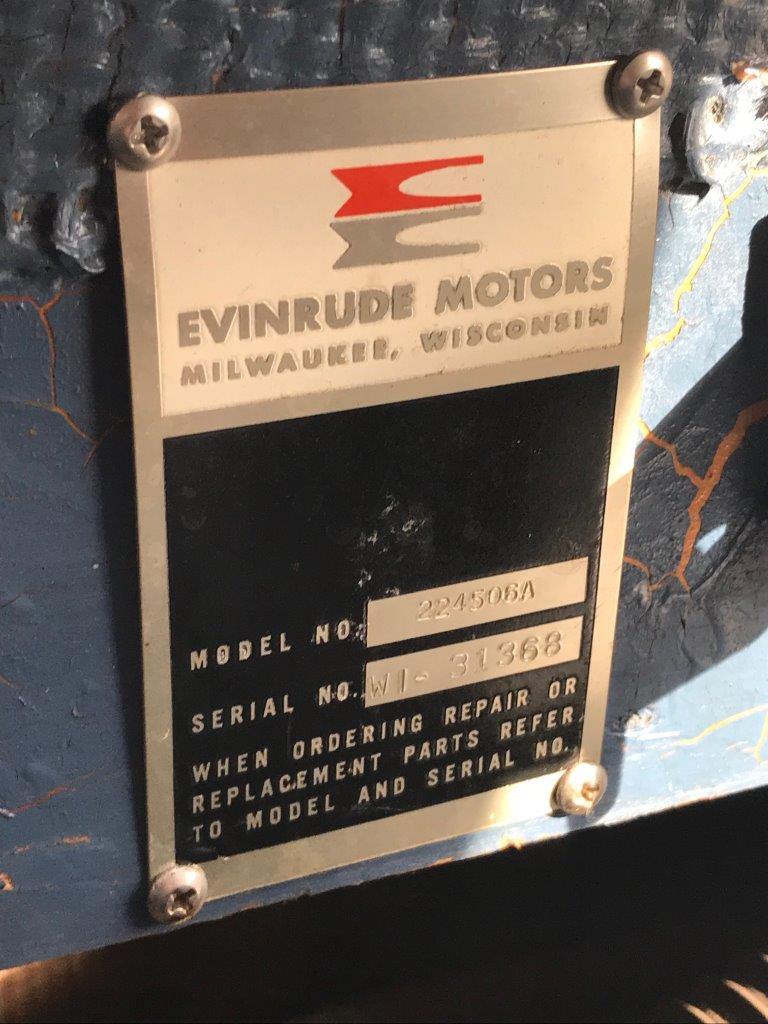 EVINRUDE MOTORS
MILWAUKEE, WISCONSIN
MODEL NO. 224506A
SERIAL NO. WI- 31368
WHEN ORDERING REPAIR OR
REPLACEMENT PARTS REFER
TO MODEL AND SERIAL NO.